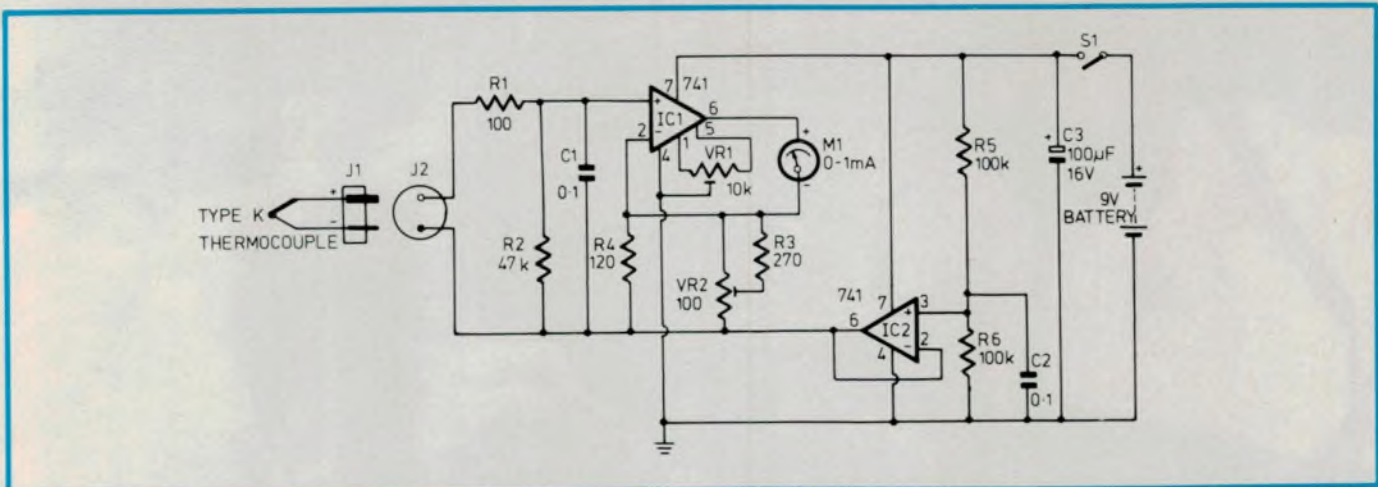 S1
7 741
R1
100
+
6
IC1
5
2
-
1
4
VR1
10k
+
M1
0-1mA
-
R5
100k
+
C3
100µF
16V
+
9V
BATTERY
C1
0·1
J1
J2
+
TYPE K
-
THERMOCOUPLE
R2
47k
R4
120
R3
270
VR2
100
741
7
3
+
6
IC2
2
-
4
R6
100k
C2
0·1